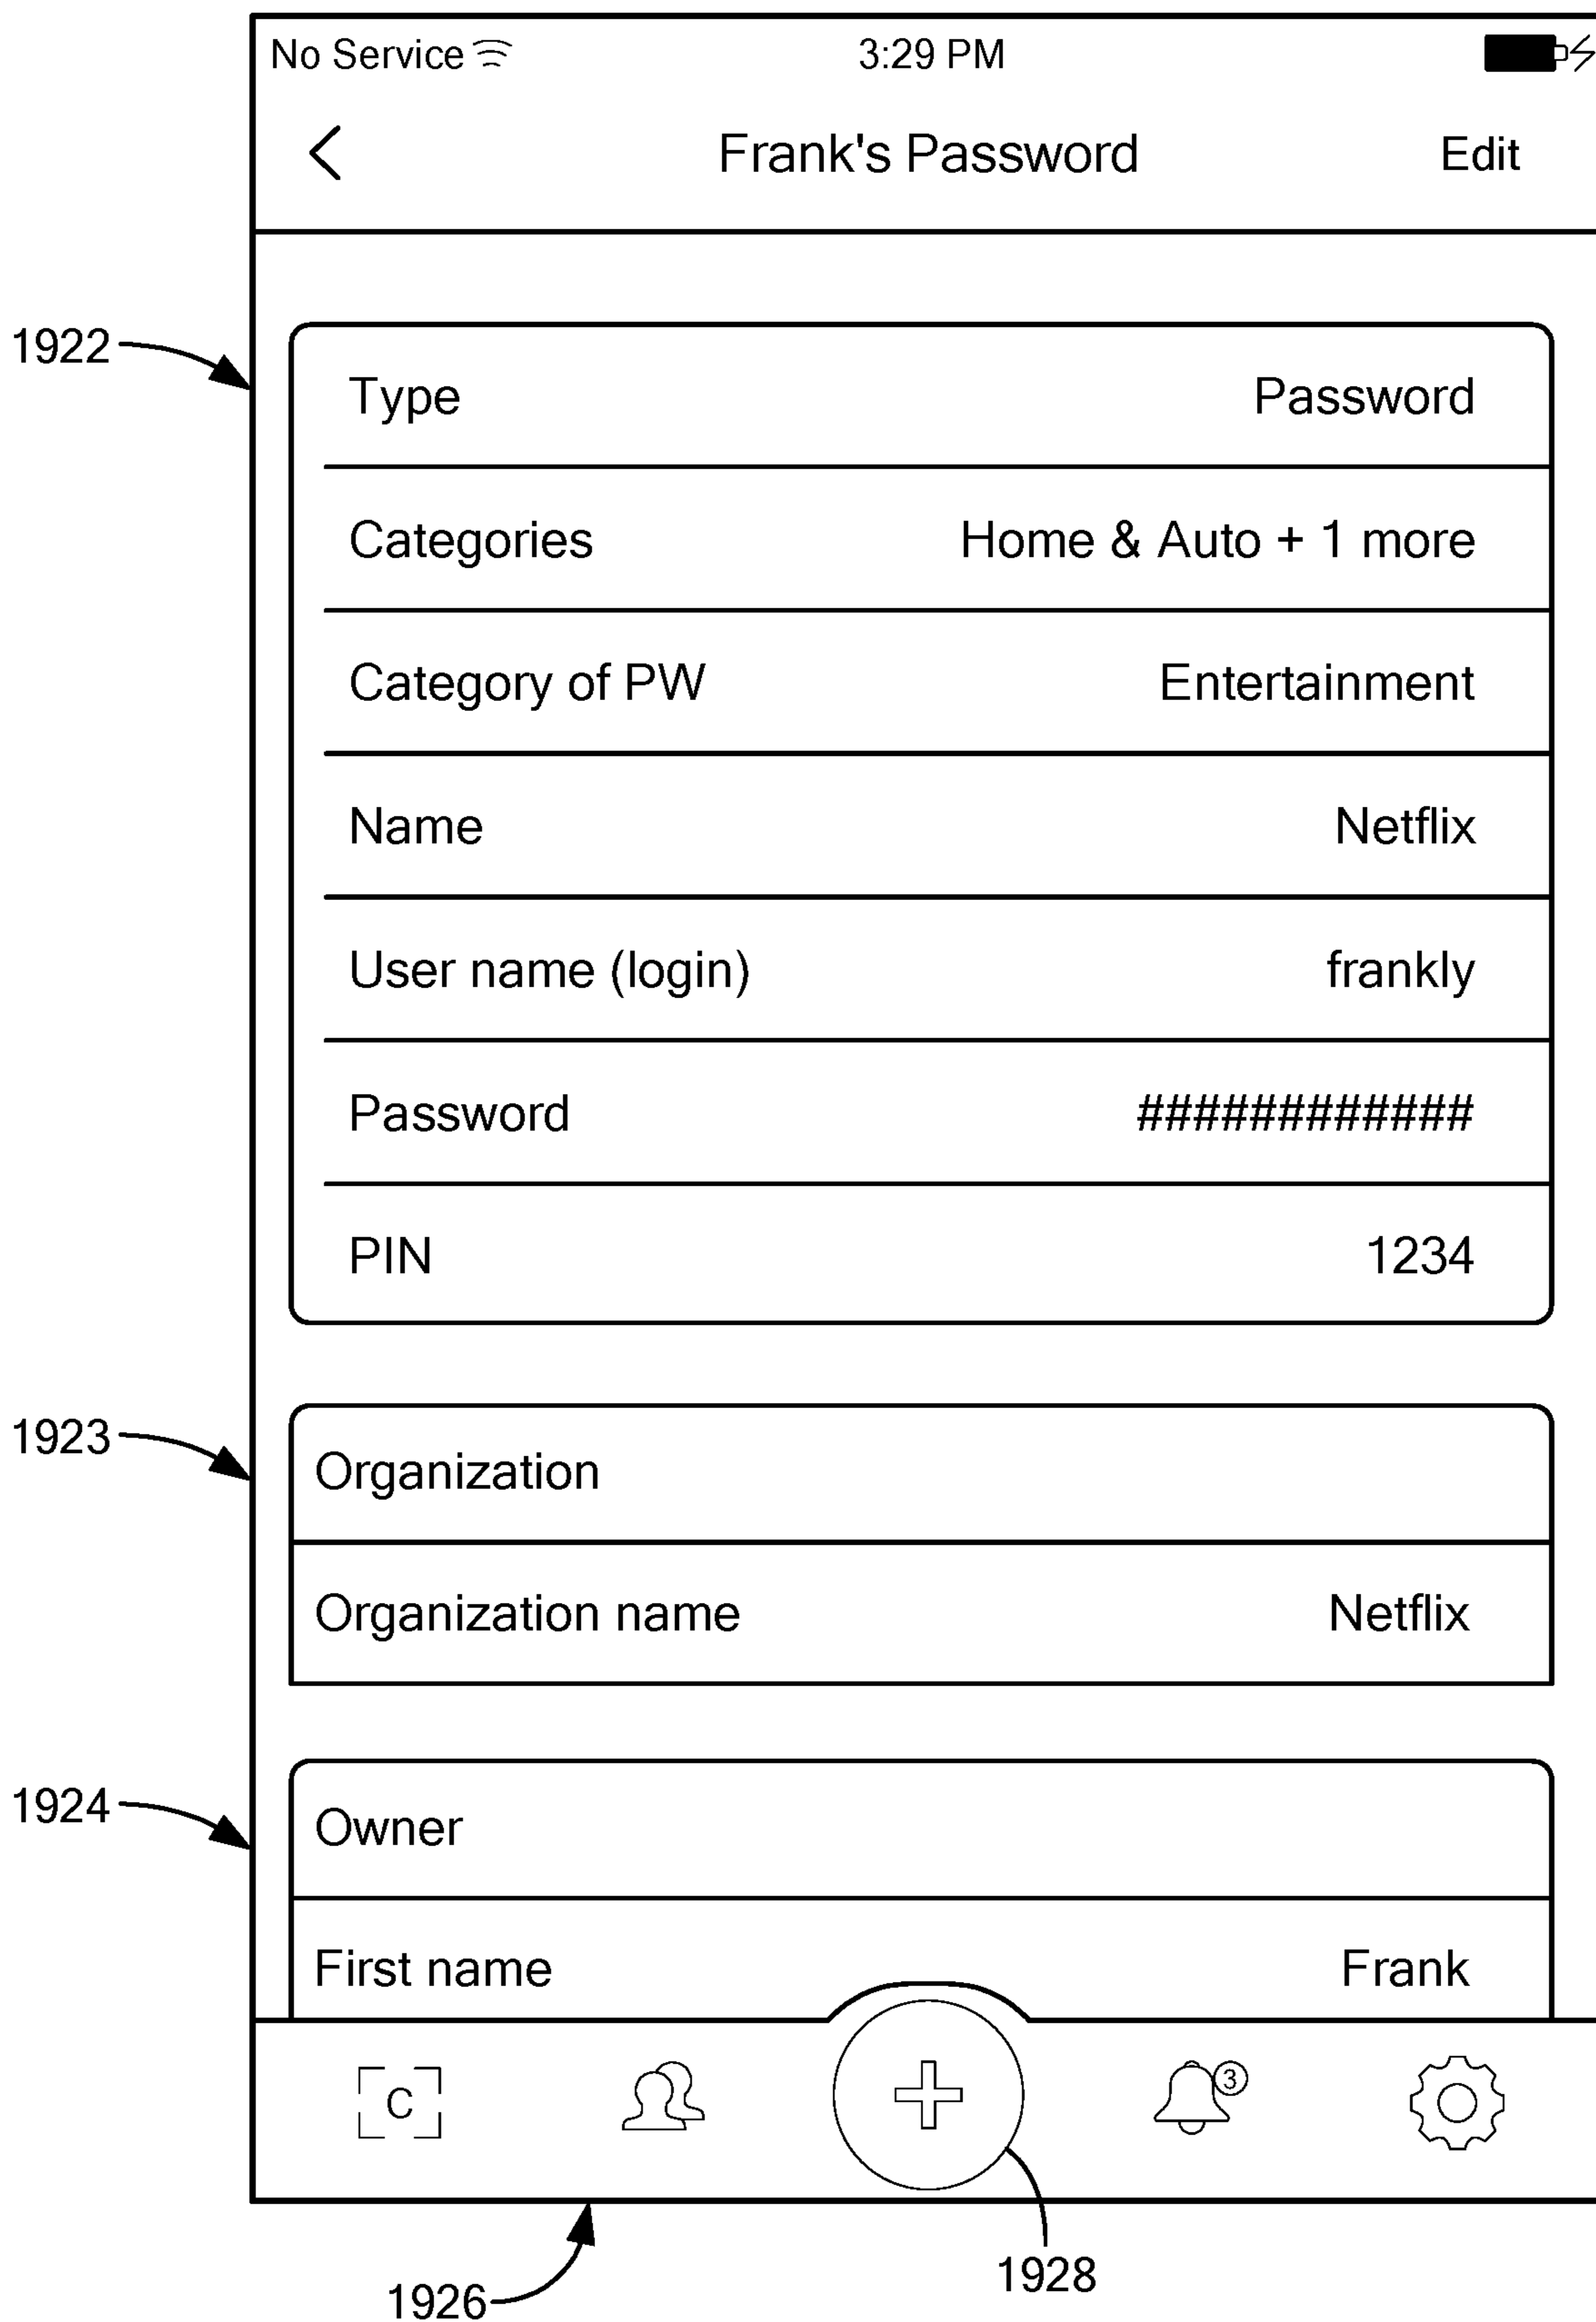 No Service 3:29 PM
Frank's Password Edit
1922
Type Password
Categories Home & Auto + 1 more
Category of PW Entertainment
Name Netflix
User name (login) frankly
Password ############
PIN 1234
1923
Organization
Organization name Netflix
1924
Owner
First name Frank
C 3
1926 1928